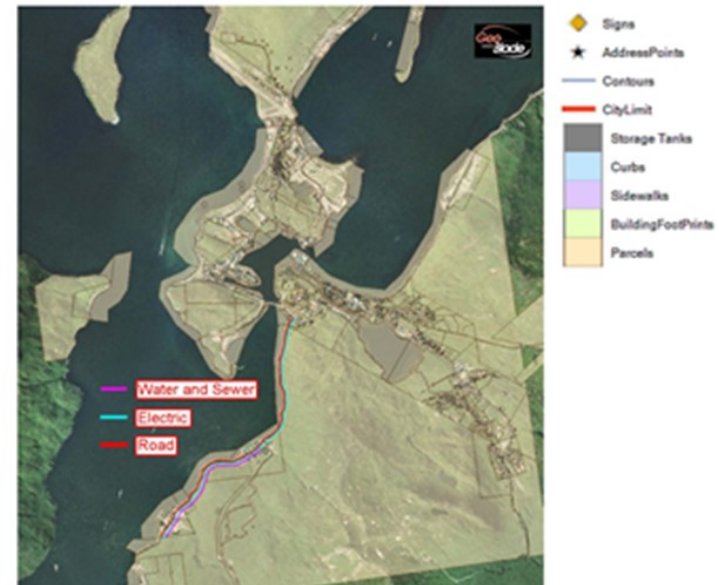 Signs
AddressPoints
Contours
CityLimit
Storage Tanks
Curbs
Sidewalks
BuildingFootPrints
Parcels
Water and Sewer
Electric
Road